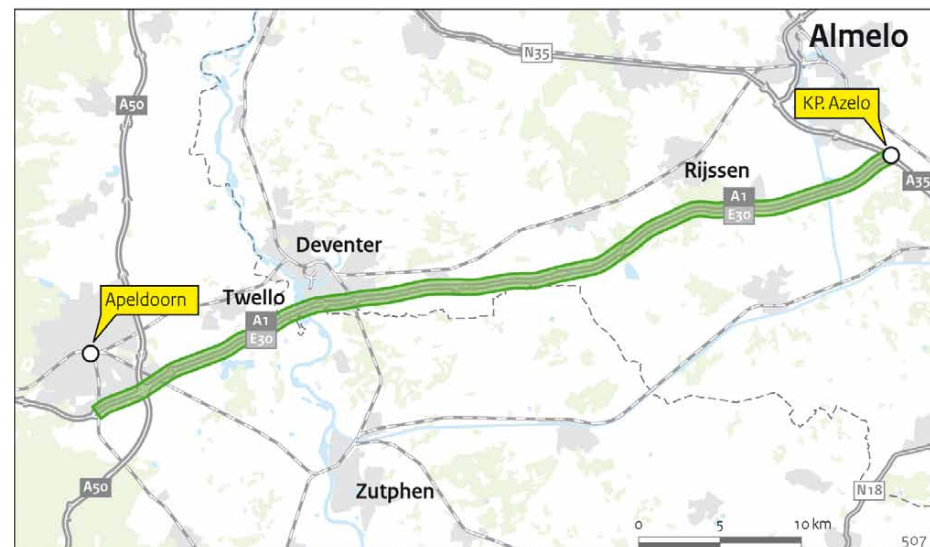 Almelo
N35
A50
KP. Azelo
Rijssen
A35
A1
E30
Deventer
Apeldoorn
Twello
A1
E30
A50
Zutphen
N18
0 5 10 km
507